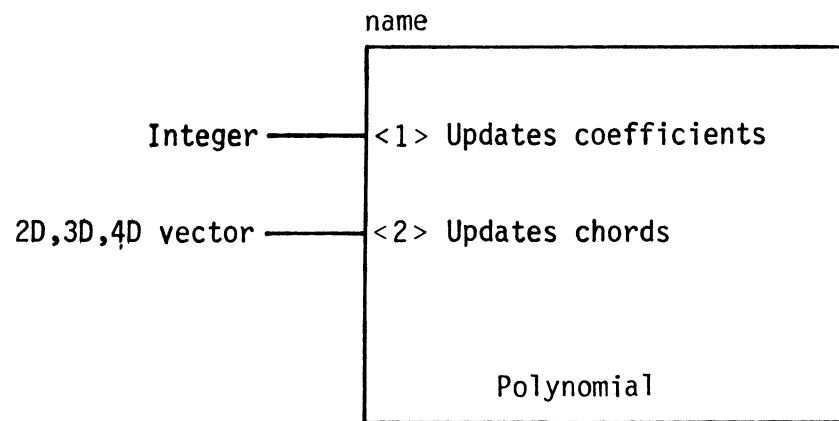 name
Integer <1> Updates coefficients
2D,3D,4D vector <2> Updates chords
Polynomial